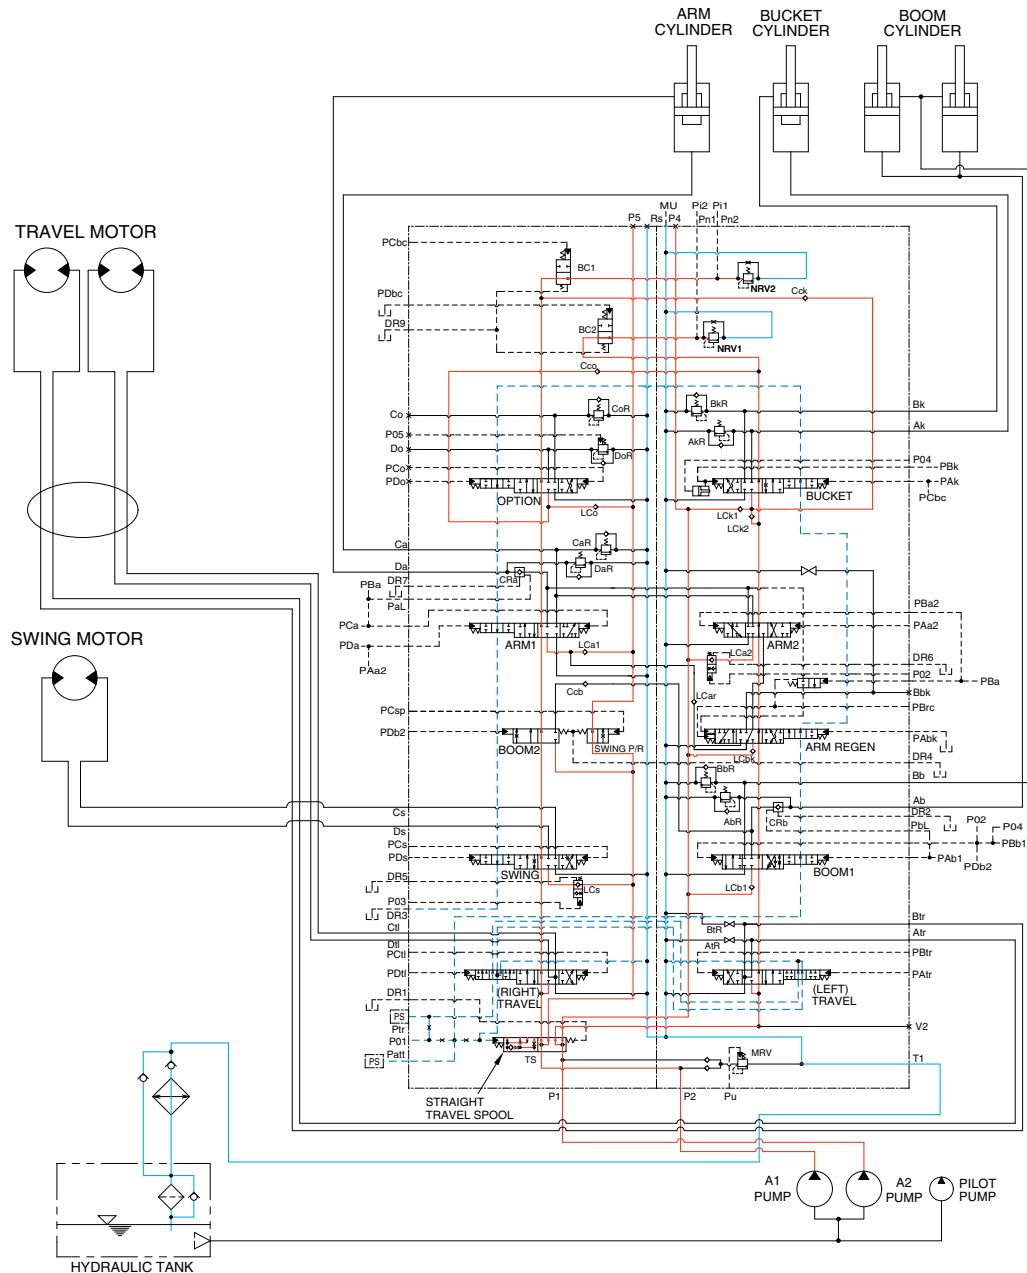 ARM CYLINDER
BUCKET CYLINDER
BOOM CYLINDER
TRAVEL MOTOR
MU
Pi2 Pi1
P5 Rs P4 Pn1 Pn2
PCbc
BC1
NRV2
Cck
PDbc
DR9
BC2
NRV1
Cco
Co
CoR
BkR
Bk
P05
AkR
Ak
Do
DoR
P04
PCo
PBk
PDo
PAk
OPTION
BUCKET
PCbc
LCo
LCk1
LCk2
Ca
CaR
Da
DaR
PBa
DR7
CRa
PaL
PBa2
PCa
PAa2
ARM1
ARM2
PDa
LCa1
LCa2
PAa2
DR6
Ccb
P02
PBa
LCar
Bbk
PCsp
PBrc
PDb2
PAbk
BOOM2
SWING P/R
ARM REGEN
LCbk
DR4
SWING MOTOR
BbR
Bb
AbR
Ab
Cs
CRb
DR2
Ds
PbL
P02
P04
PCs
PBb1
PDs
PAb1
PDb2
SWING
BOOM1
DR5
LCs
LCb1
P03
DR3
Btr
Ctl
BtR
Atr
Dtl
AtR
PCtl
PBtr
PDtl
PAtr
(RIGHT) TRAVEL
(LEFT) TRAVEL
DR1
PS
Ptr
V2
P01
Patt
PS
TS
MRV
T1
STRAIGHT
TRAVEL SPOOL
P1
P2
Pu
A1 PUMP
A2 PUMP
PILOT PUMP
HYDRAULIC TANK